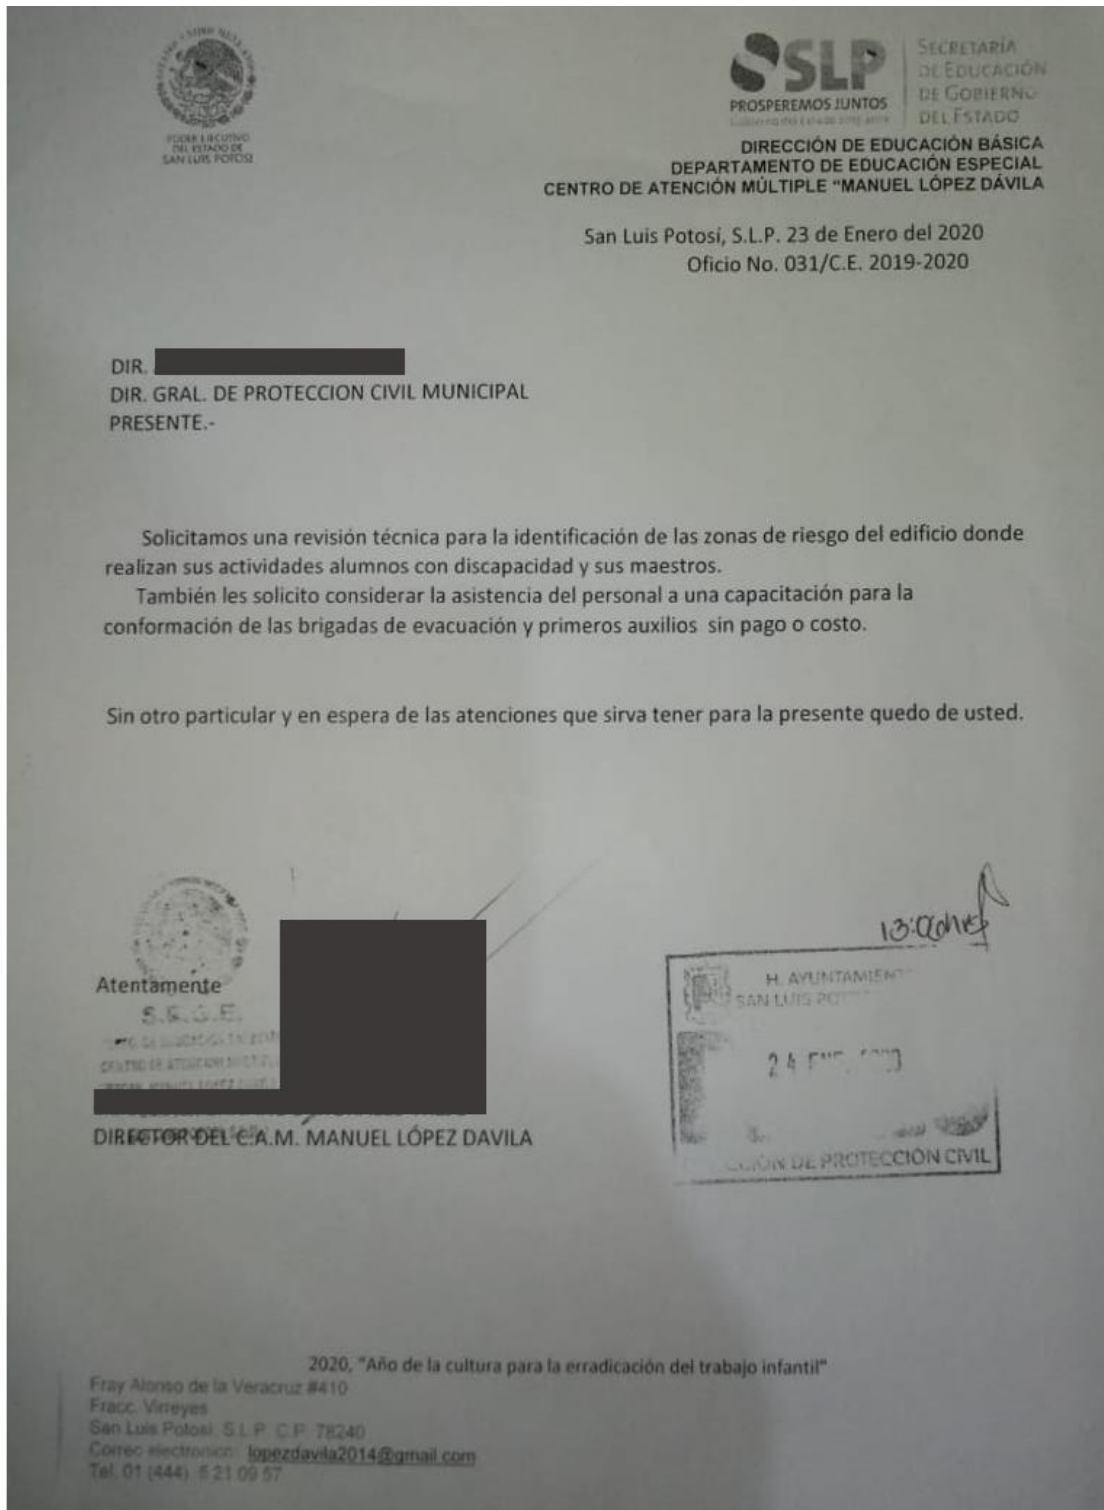 PODER EJECUTIVO
DEL ESTADO DE
SAN LUIS POTOSÍ
SLP
PROSPEREMOS JUNTOS
SECRETARÍA
DE EDUCACIÓN
DE GOBIERNO
DEL ESTADO
DIRECCIÓN DE EDUCACIÓN BÁSICA
DEPARTAMENTO DE EDUCACIÓN ESPECIAL
CENTRO DE ATENCIÓN MÚLTIPLE "MANUEL LÓPEZ DÁVILA
San Luis Potosí, S.L.P. 23 de Enero del 2020
Oficio No. 031/C.E. 2019-2020
DIR.
DIR. GRAL. DE PROTECCION CIVIL MUNICIPAL
PRESENTE.-
Solicitamos una revisión técnica para la identificación de las zonas de riesgo del edificio donde
realizan sus actividades alumnos con discapacidad y sus maestros.
También les solicito considerar la asistencia del personal a una capacitación para la
conformación de las brigadas de evacuación y primeros auxilios sin pago o costo.
Sin otro particular y en espera de las atenciones que sirva tener para la presente quedo de usted.
Atentamente
S.E.G.E.
DIRECTOR DEL C.A.M. MANUEL LÓPEZ DAVILA
H. AYUNTAMIENTO
SAN LUIS
24
DE PROTECCIÓN CIVIL
2020, "Año de la cultura para la erradicación del trabajo infantil"
Fray Alonso de la Veracruz #410
Fracc. Virreyes
San Luis Potosí, S.L.P. C.P. 78240
Correo electronico: lopezdavila2014@gmail.com
Tel. 01 (444) 8 21 09 57